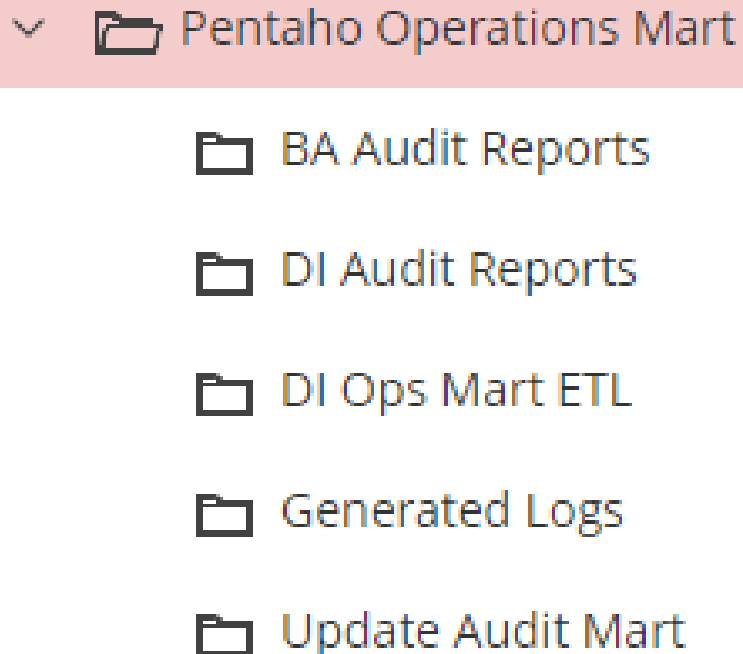 Pentaho Operations Mart
BA Audit Reports
DI Audit Reports
DI Ops Mart ETL
Generated Logs
Update Audit Mart